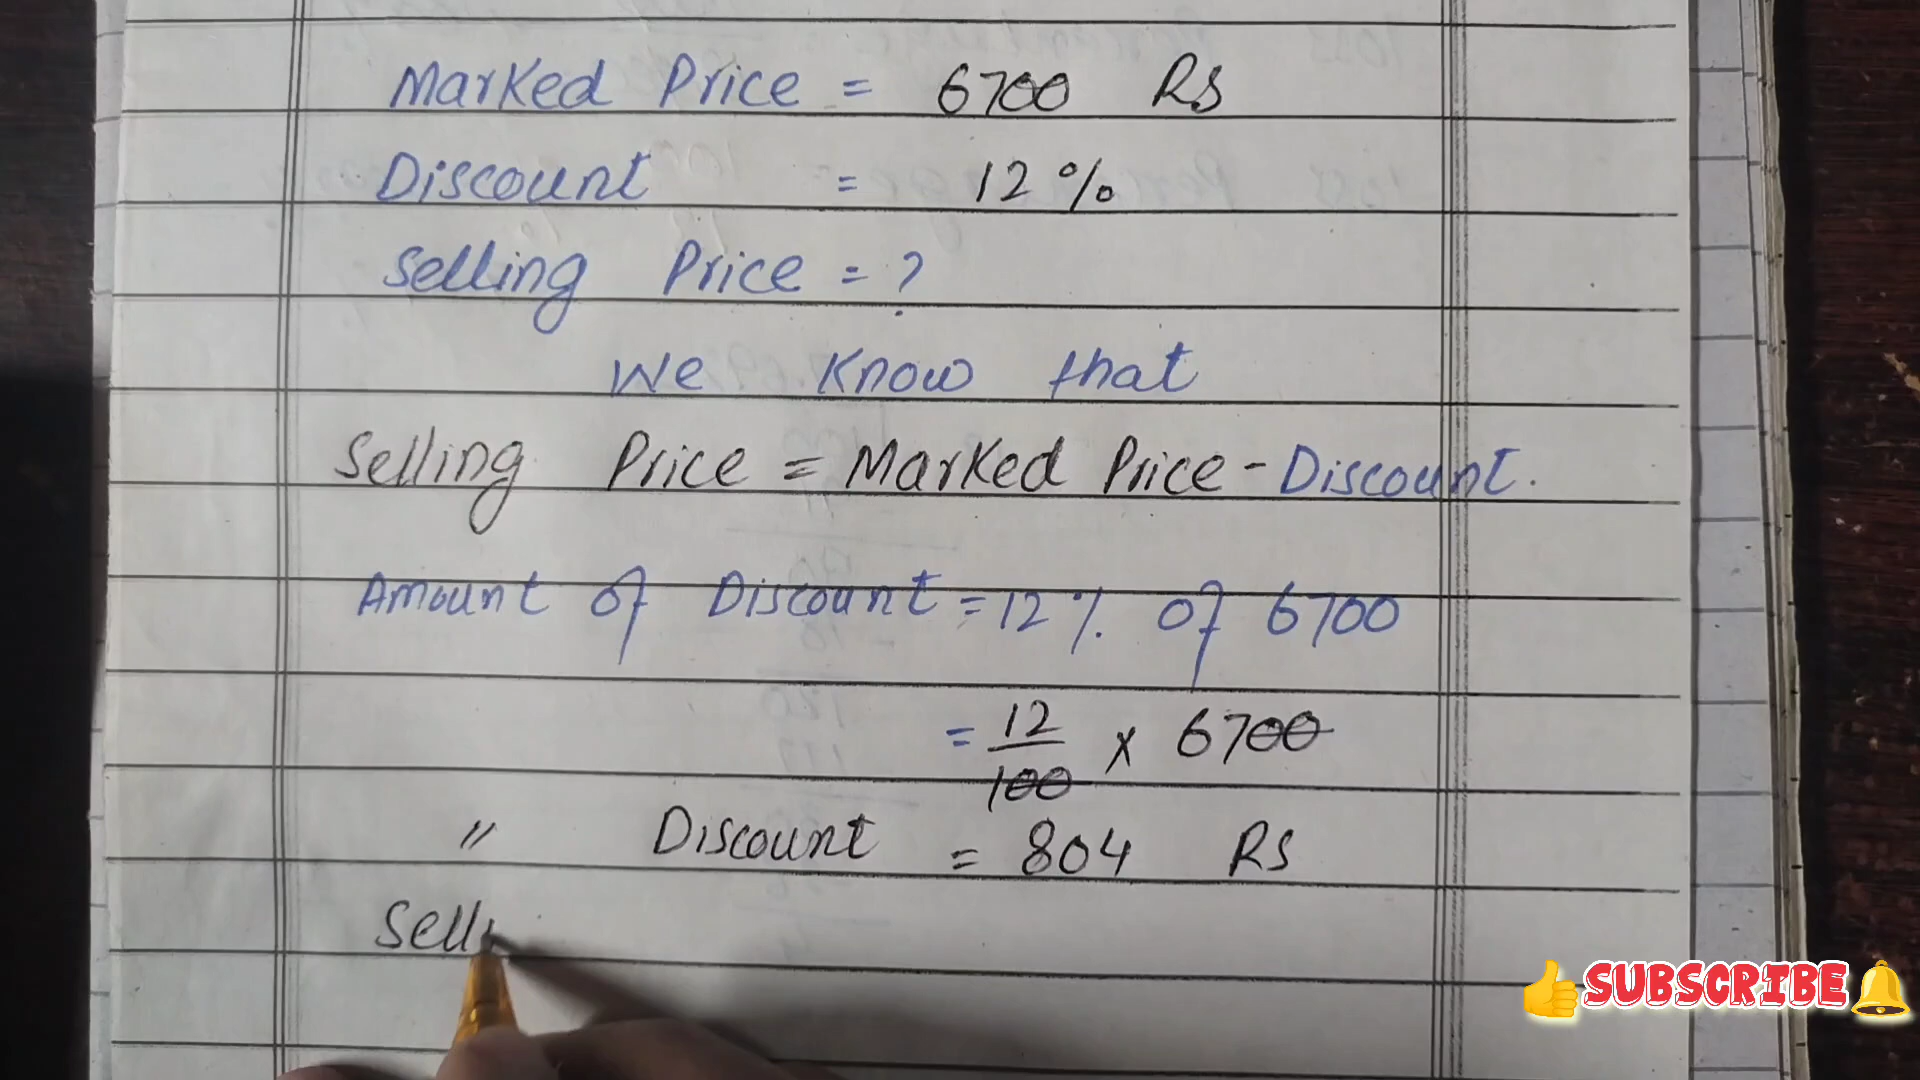 Marked Price = 6700 Rs
Discount = 12%
Selling Price = ?
We Know that
Selling Price = Marked Price - Discount.
Amount of Discount = 12% of 6700
= 12/100 × 6700
" Discount = 804 Rs
Sell
SUBSCRIBE